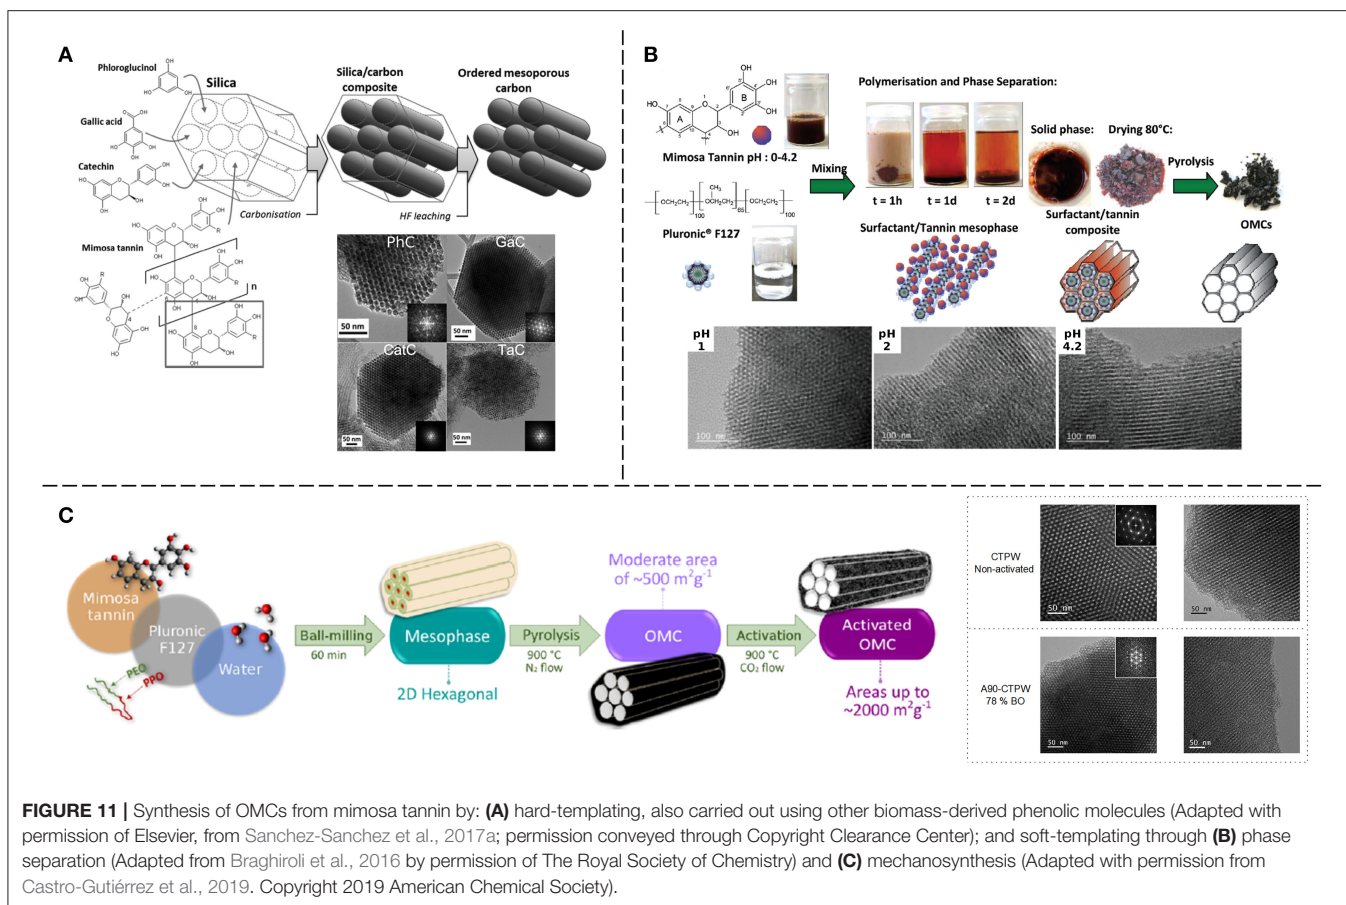 A
Phloroglucinol
Silica
Silica/carbon
composite
Ordered mesoporous
carbon
Gallic acid
Catechin
Mimosa tannin
Carbonisation
HF leaching
n
PhC
GaC
CatC
TaC
50 nm
50 nm
50 nm
50 nm
B
Polymerisation and Phase Separation:
Mimosa Tannin pH : 0-4.2
Mixing
t = 1h
t = 1d
t = 2d
Solid phase:
Drying 80°C:
Pyrolysis
OMCs
Pluronic® F127
Surfactant/Tannin mesophase
Surfactant/tannin
composite
pH
1
pH
2
pH
4.2
100 nm
100 nm
100 nm
C
Mimosa
tannin
Pluronic
F127
Water
PEO
PPO
Ball-milling
60 min
Mesophase
2D Hexagonal
Pyrolysis
900 °C
N₂ flow
Moderate area
of ~500 m²g⁻¹
OMC
Activation
900 °C
CO₂ flow
Activated
OMC
Areas up to
~2000 m²g⁻¹
CTPW
Non-activated
50 nm
50 nm
A90-CTPW
78 % BO
50 nm
50 nm
FIGURE 11 | Synthesis of OMCs from mimosa tannin by: (A) hard-templating, also carried out using other biomass-derived phenolic molecules (Adapted with
permission of Elsevier, from Sanchez-Sanchez et al., 2017a; permission conveyed through Copyright Clearance Center); and soft-templating through (B) phase
separation (Adapted from Braghiroli et al., 2016 by permission of The Royal Society of Chemistry) and (C) mechanosynthesis (Adapted with permission from
Castro-Gutiérrez et al., 2019. Copyright 2019 American Chemical Society).